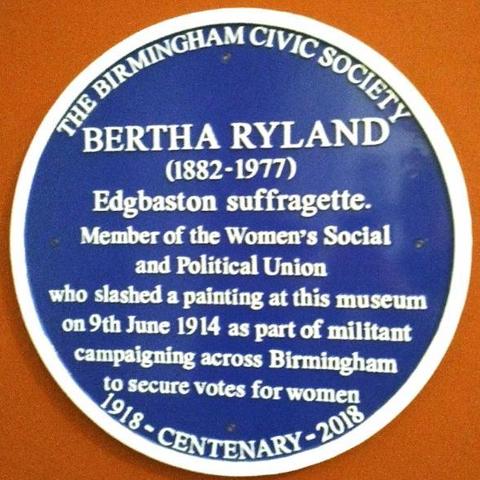 THE BIRMINGHAM CIVIC SOCIETY
BERTHA RYLAND
(1882-1977)
Edgbaston suffragette.
Member of the Women's Social
and Political Union
who slashed a painting at this museum
on 9th June 1914 as part of militant
campaigning across Birmingham
to secure votes for women
1918 - CENTENARY - 2018